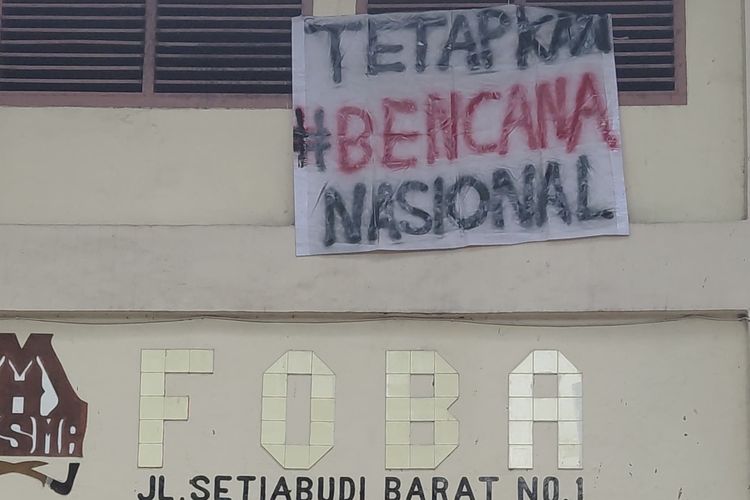 TETAPKAN
#BENCANA
NASIONAL
FOBA
JL. SETIABUDI BARAT NO.1